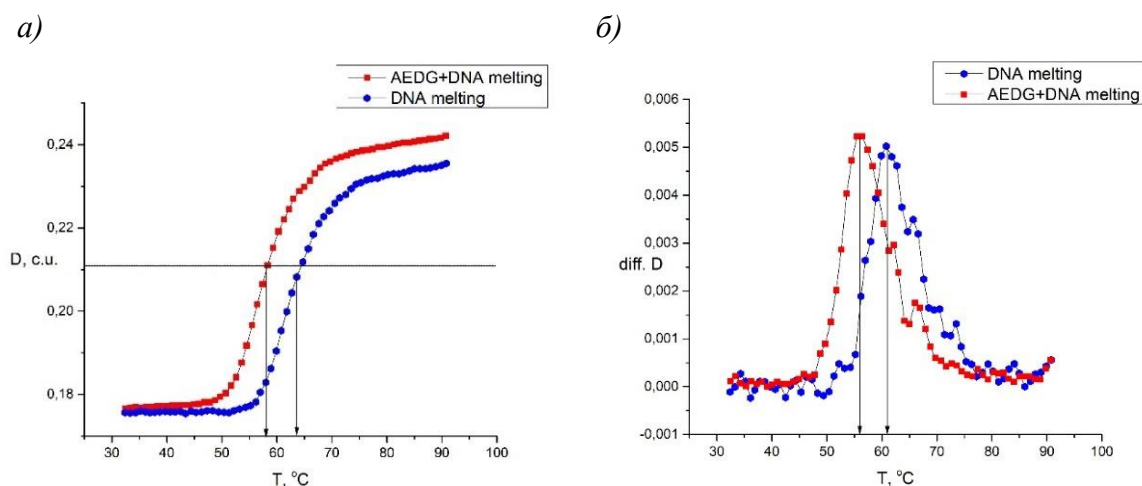 а)
AEDG+DNA melting
DNA melting
0,24
0,22
D, c.u.
0,20
0,18
30 40 50 60 70 80 90 100
T, °C
б)
DNA melting
AEDG+DNA melting
0,006
0,005
0,004
0,003
diff. D
0,002
0,001
0,000
-0,001
30 40 50 60 70 80 90 100
T, °C